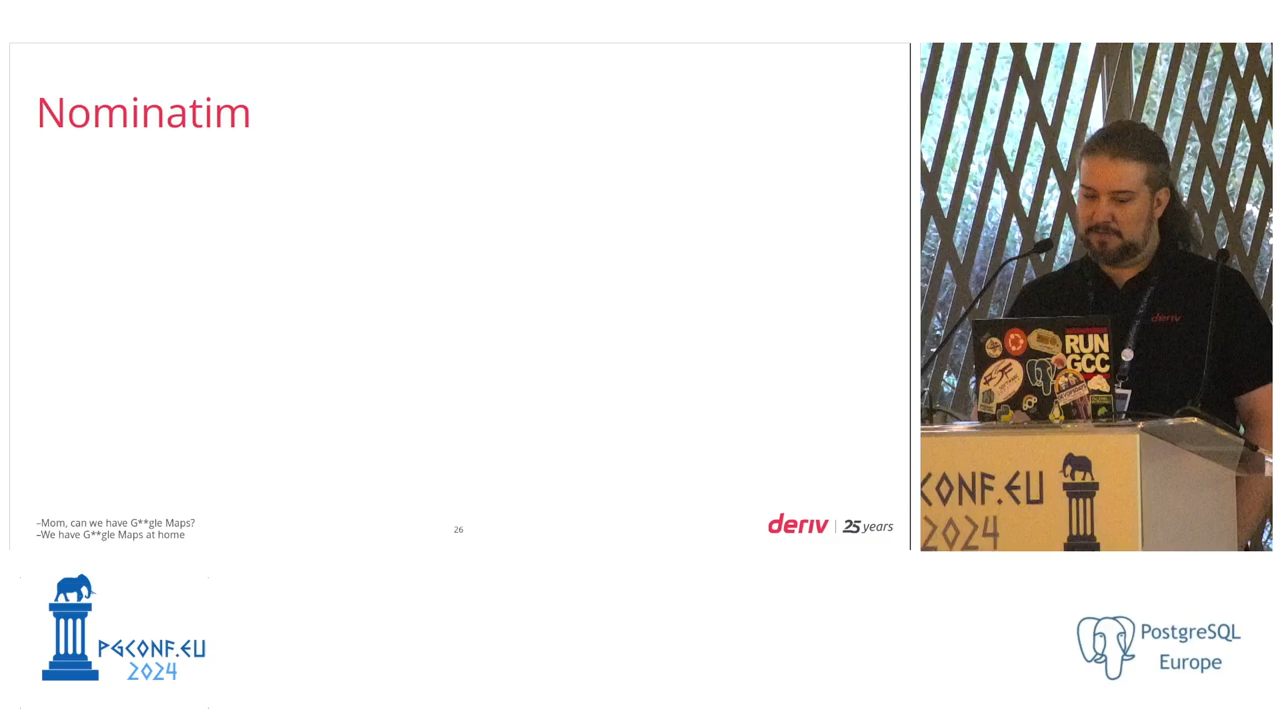 Nominatim
–Mom, can we have G**gle Maps?
–We have G**gle Maps at home
26
deriv | 25 years
deriv
RUN
GCC
FSF
CONF.EU
2024
PGCONF.EU
2024
PostgreSQL
Europe